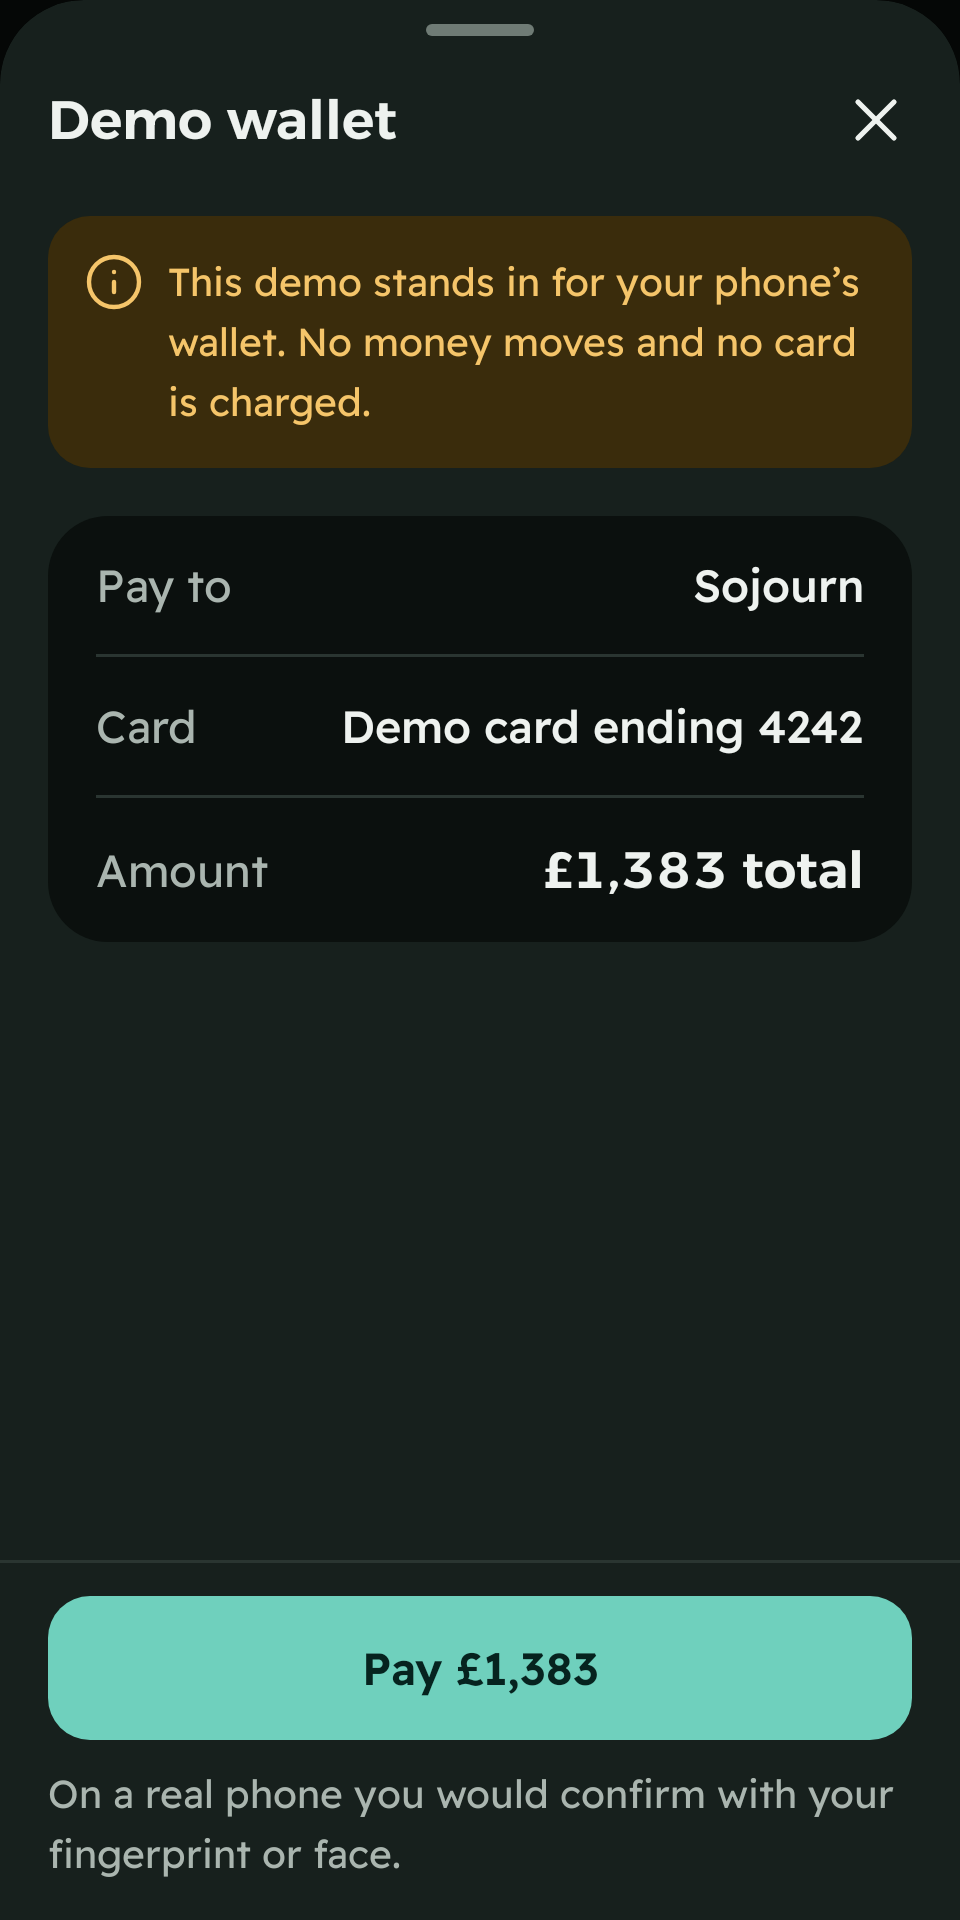 Demo wallet
This demo stands in for your phone’s
wallet. No money moves and no card
is charged.
Pay to Sojourn
Card Demo card ending 4242
Amount £1,383 total
Pay £1,383
On a real phone you would confirm with your
fingerprint or face.